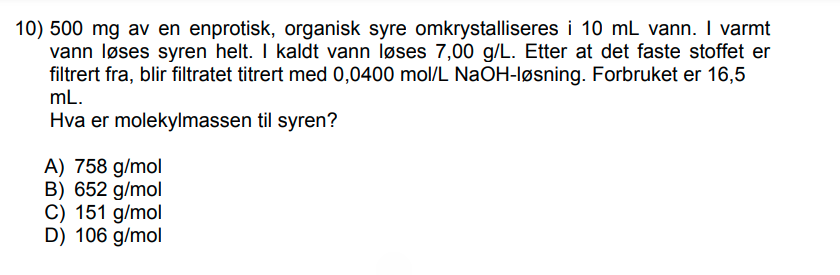 10) 500 mg av en enprotisk, organisk syre omkrystalliseres i 10 mL vann. I varmt
vann løses syren helt. I kaldt vann løses 7,00 g/L. Etter at det faste stoffet er
filtrert fra, blir filtratet titrert med 0,0400 mol/L NaOH-løsning. Forbruket er 16,5
mL.
Hva er molekylmassen til syren?
A) 758 g/mol
B) 652 g/mol
C) 151 g/mol
D) 106 g/mol